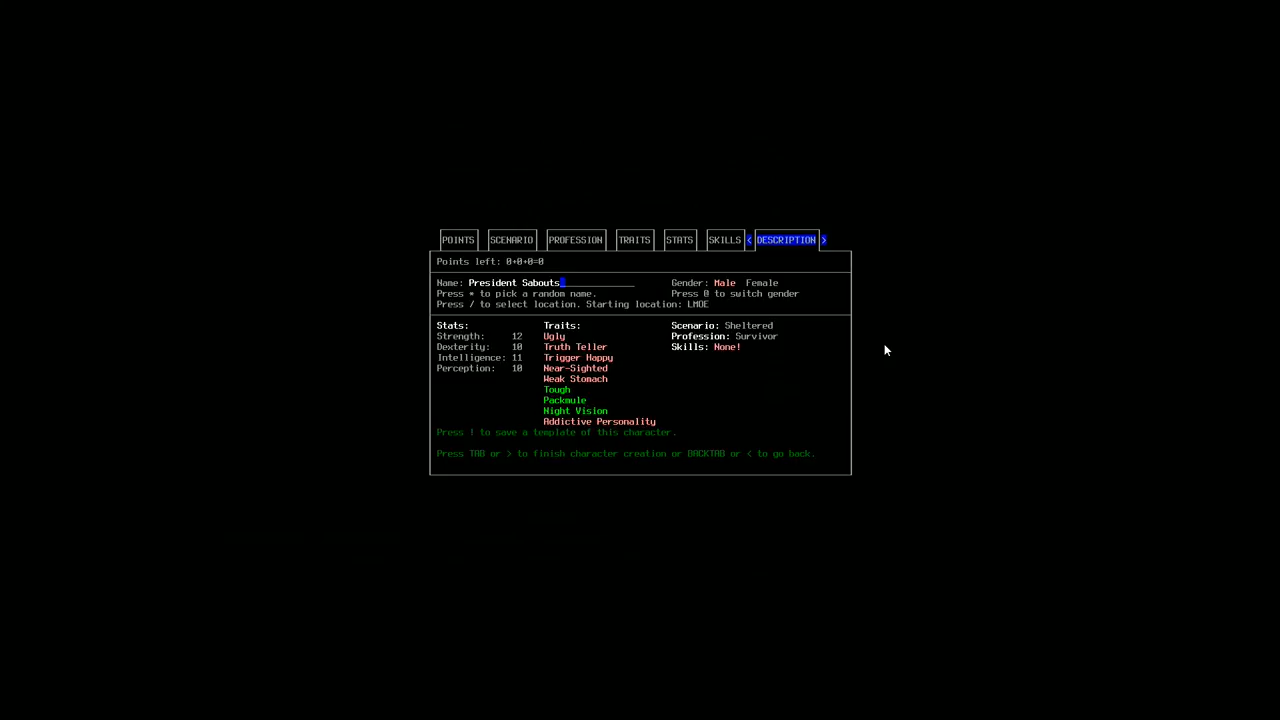 POINTS SCENARIO PROFESSION TRAITS STATS SKILLS < DESCRIPTION >
Points left: 0+0+0=0
Name: President Sabouts Gender: Male Female
Press * to pick a random name. Press @ to switch gender
Press / to select location. Starting location: LMOE
Stats: Traits: Scenario: Sheltered
Strength: 12 Ugly Profession: Survivor
Dexterity: 10 Truth Teller Skills: None!
Intelligence: 11 Trigger Happy
Perception: 10 Near-Sighted
Weak Stomach
Tough
Packmule
Night Vision
Addictive Personality
Press ! to save a template of this character.
Press TAB or > to finish character creation or BACKTAB or < to go back.